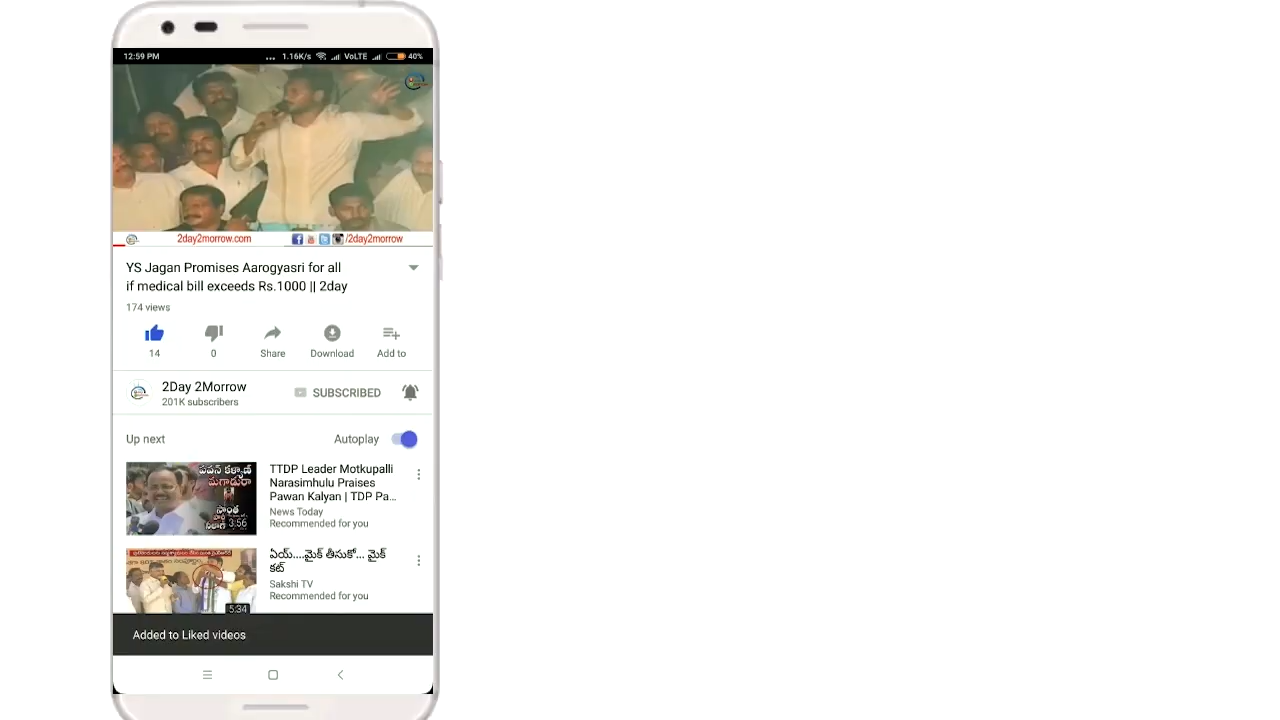 12:59 PM ... 1.16K/s VoLTE 40%
2day2morrow.com /2day2morrow
YS Jagan Promises Aarogyasri for all
if medical bill exceeds Rs.1000 || 2day
174 views
14 0 Share Download Add to
2Day 2Morrow SUBSCRIBED
201K subscribers
Up next Autoplay
పవన్ కళ్యాణ్
మగాడురా
3:56
TTDP Leader Motkupalli
Narasimhulu Praises
Pawan Kalyan | TDP Pa...
News Today
Recommended for you
5:34
ఏయ్....మైక్ తీసుకో... మైక్
కట్
Sakshi TV
Recommended for you
Added to Liked videos